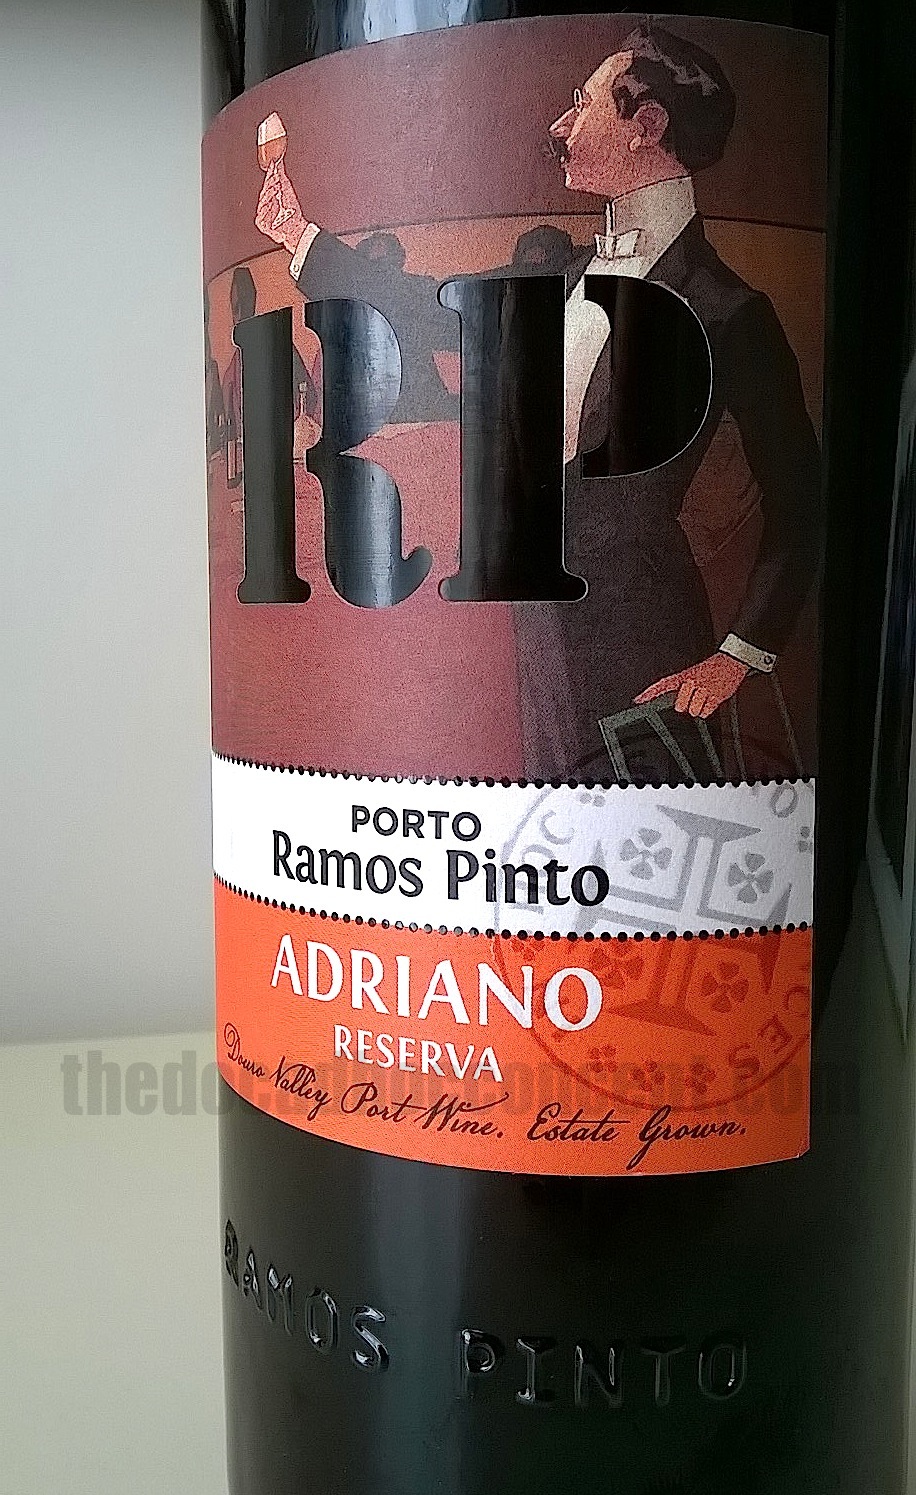 RP
PORTO
Ramos Pinto
ADRIANO
RESERVA
Douro Valley Port Wine. Estate Grown.
RAMOS PINTO